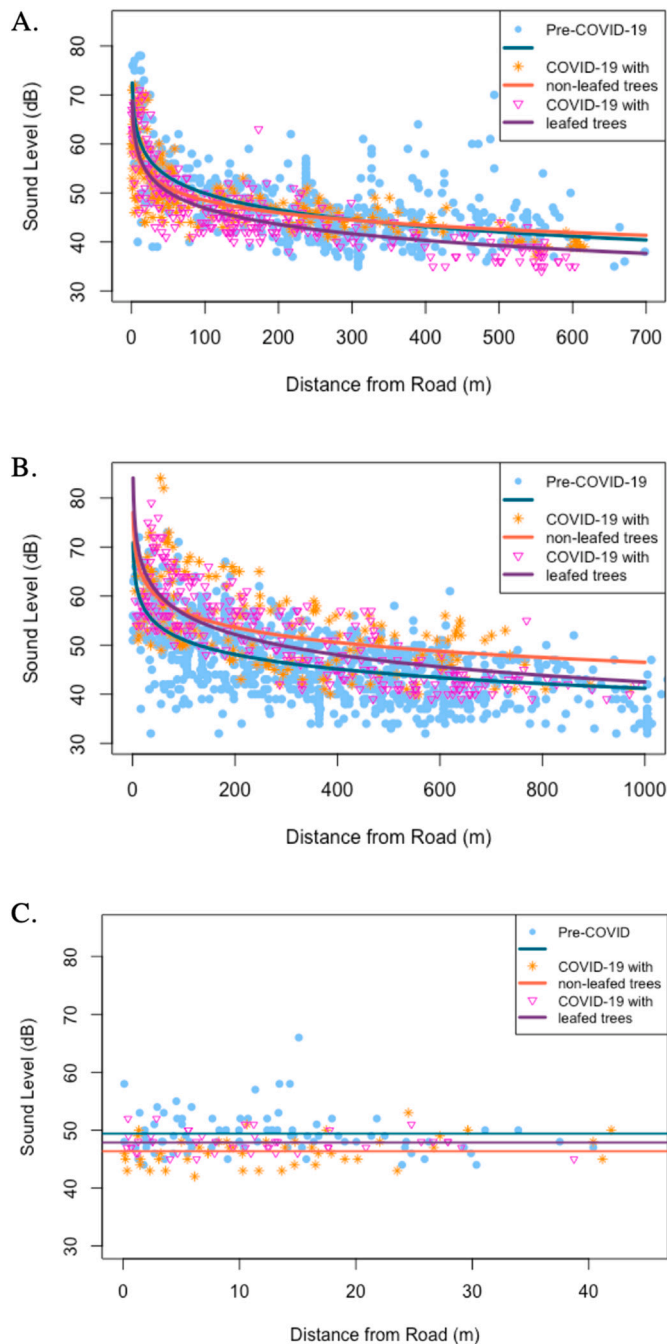 A.
80
70
60
50
40
30
Sound Level (dB)
Pre-COVID-19
COVID-19 with
non-leafed trees
COVID-19 with
leafed trees
0 100 200 300 400 500 600 700
Distance from Road (m)
B.
80
70
60
50
40
30
Sound Level (dB)
Pre-COVID-19
COVID-19 with
non-leafed trees
COVID-19 with
leafed trees
0 200 400 600 800 1000
Distance from Road (m)
C.
80
70
60
50
40
30
Sound Level (dB)
Pre-COVID
COVID-19 with
non-leafed trees
COVID-19 with
leafed trees
0 10 20 30 40
Distance from Road (m)